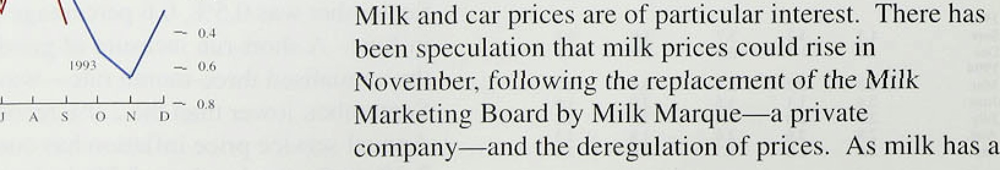 0.4
1993
0.6
0.8
J A S O N D
Milk and car prices are of particular interest. There has
been speculation that milk prices could rise in
November, following the replacement of the Milk
Marketing Board by Milk Marque—a private
company—and the deregulation of prices. As milk has a